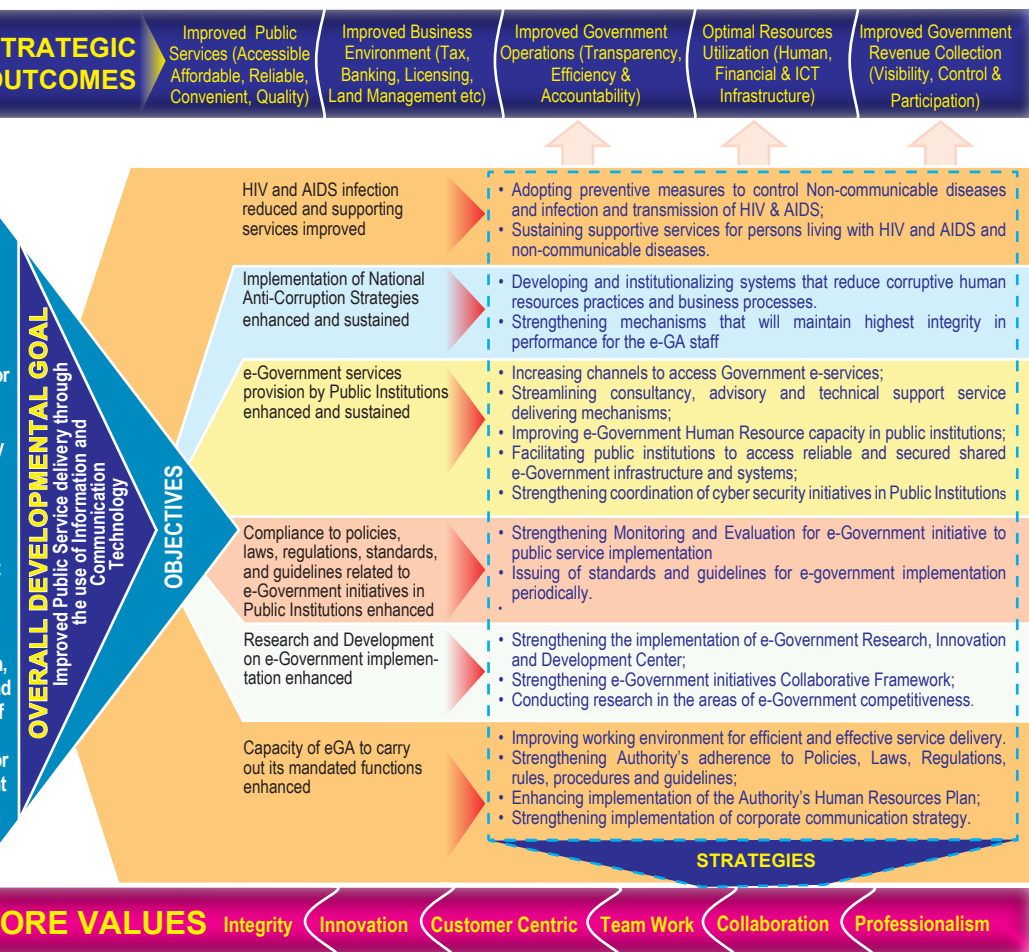 TRATEGIC
OUTCOMES
Improved Public
Services (Accessible
Affordable, Reliable,
Convenient, Quality)
Improved Business
Environment (Tax,
Banking, Licensing,
Land Management etc)
Improved Government
Operations (Transparency,
Efficiency &
Accountability)
Optimal Resources
Utilization (Human,
Financial & ICT
Infrastructure)
Improved Government
Revenue Collection
(Visibility, Control &
Participation)
or
y
t
n,
nd
f
or
nt
OVERALL DEVELOPMENTAL GOAL
Improved Public Service delivery through
the use of Information and
Communication
Technology
OBJECTIVES
HIV and AIDS infection
reduced and supporting
services improved
• Adopting preventive measures to control Non-communicable diseases
and infection and transmission of HIV & AIDS;
• Sustaining supportive services for persons living with HIV and AIDS and
non-communicable diseases.
Implementation of National
Anti-Corruption Strategies
enhanced and sustained
• Developing and institutionalizing systems that reduce corruptive human
resources practices and business processes.
• Strengthening mechanisms that will maintain highest integrity in
performance for the e-GA staff
e-Government services
provision by Public Institutions
enhanced and sustained
• Increasing channels to access Government e-services;
• Streamlining consultancy, advisory and technical support service
delivering mechanisms;
• Improving e-Government Human Resource capacity in public institutions;
• Facilitating public institutions to access reliable and secured shared
e-Government infrastructure and systems;
• Strengthening coordination of cyber security initiatives in Public Institutions
Compliance to policies,
laws, regulations, standards,
and guidelines related to
e-Government initiatives in
Public Institutions enhanced
• Strengthening Monitoring and Evaluation for e-Government initiative to
public service implementation
• Issuing of standards and guidelines for e-government implementation
periodically.
•
Research and Development
on e-Government implemen-
tation enhanced
• Strengthening the implementation of e-Government Research, Innovation
and Development Center;
• Strengthening e-Government initiatives Collaborative Framework;
• Conducting research in the areas of e-Government competitiveness.
Capacity of eGA to carry
out its mandated functions
enhanced
• Improving working environment for efficient and effective service delivery.
• Strengthening Authority's adherence to Policies, Laws, Regulations,
rules, procedures and guidelines;
• Enhancing implementation of the Authority's Human Resources Plan;
• Strengthening implementation of corporate communication strategy.
STRATEGIES
ORE VALUES
Integrity
Innovation
Customer Centric
Team Work
Collaboration
Professionalism